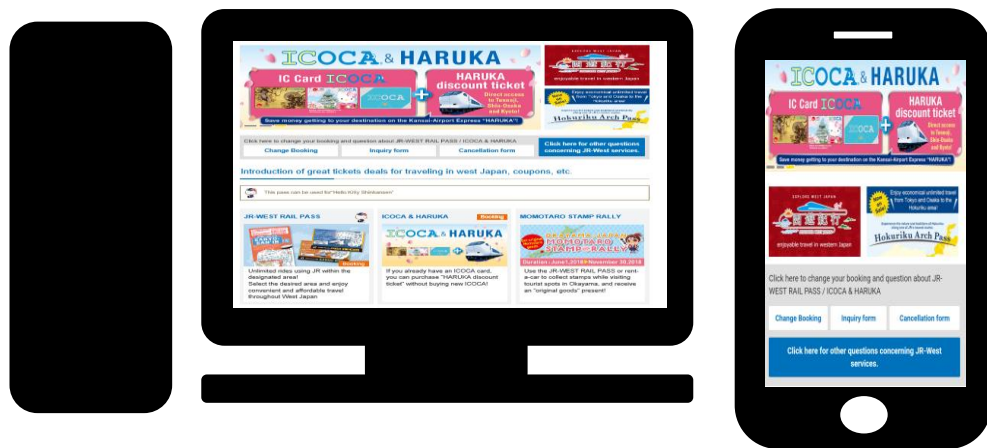 ICOCA & HARUKA
IC Card ICOCA
HARUKA
discount ticket
ICOCA
+
Direct access
to Tennoji,
Shin-Osaka
and Kyoto!
Save money getting to your destination on the Kansai-Airport Express "HARUKA"!
EXPLORE WEST JAPAN
enjoyable travel in western Japan
Enjoy economical unlimited travel
from Tokyo and Osaka to the
Hokuriku area!
Hokuriku Arch Pass
Click here to change your booking and question about JR-WEST RAIL PASS / ICOCA & HARUKA
Change Booking
Inquiry form
Cancellation form
Click here for other questions
concerning JR-WEST services.
Introduction of great tickets deals for traveling in west Japan, coupons, etc.
This pass can be used for"Hello Kitty Shinkansen"
JR-WEST RAIL PASS
Booking
Unlimited rides using JR within the
designated area!
Select the desired area and enjoy
convenient and affordable travel
throughout West Japan
ICOCA & HARUKA
Booking
ICOCA & HARUKA
If you already have an ICOCA card,
you can purchase "HARUKA discount
ticket" without buying new ICOCA!
MOMOTARO STAMP RALLY
OKAYAMA JAPAN
MOMOTARO
STAMP RALLY
Duration :June1,2018 November 30,2018
Use the JR-WEST RAIL PASS or rent-
a-car to collect stamps while visiting
tourist spots in Okayama, and receive
an "original goods" present!
ICOCA & HARUKA
IC Card ICOCA
HARUKA
discount ticket
ICOCA
+
Direct access
to Tennoji,
Shin-Osaka
and Kyoto!
Save money getting to your destination on the Kansai-Airport Express "HARUKA"!
EXPLORE WEST JAPAN
enjoyable travel in western Japan
Now
on
Sale!
Enjoy economical unlimited travel
from Tokyo and Osaka to the
Hokuriku area!
Hokuriku Arch Pass
Click here to change your booking and question about JR-
WEST RAIL PASS / ICOCA & HARUKA
Change Booking
Inquiry form
Cancellation form
Click here for other questions concerning JR-West
services.